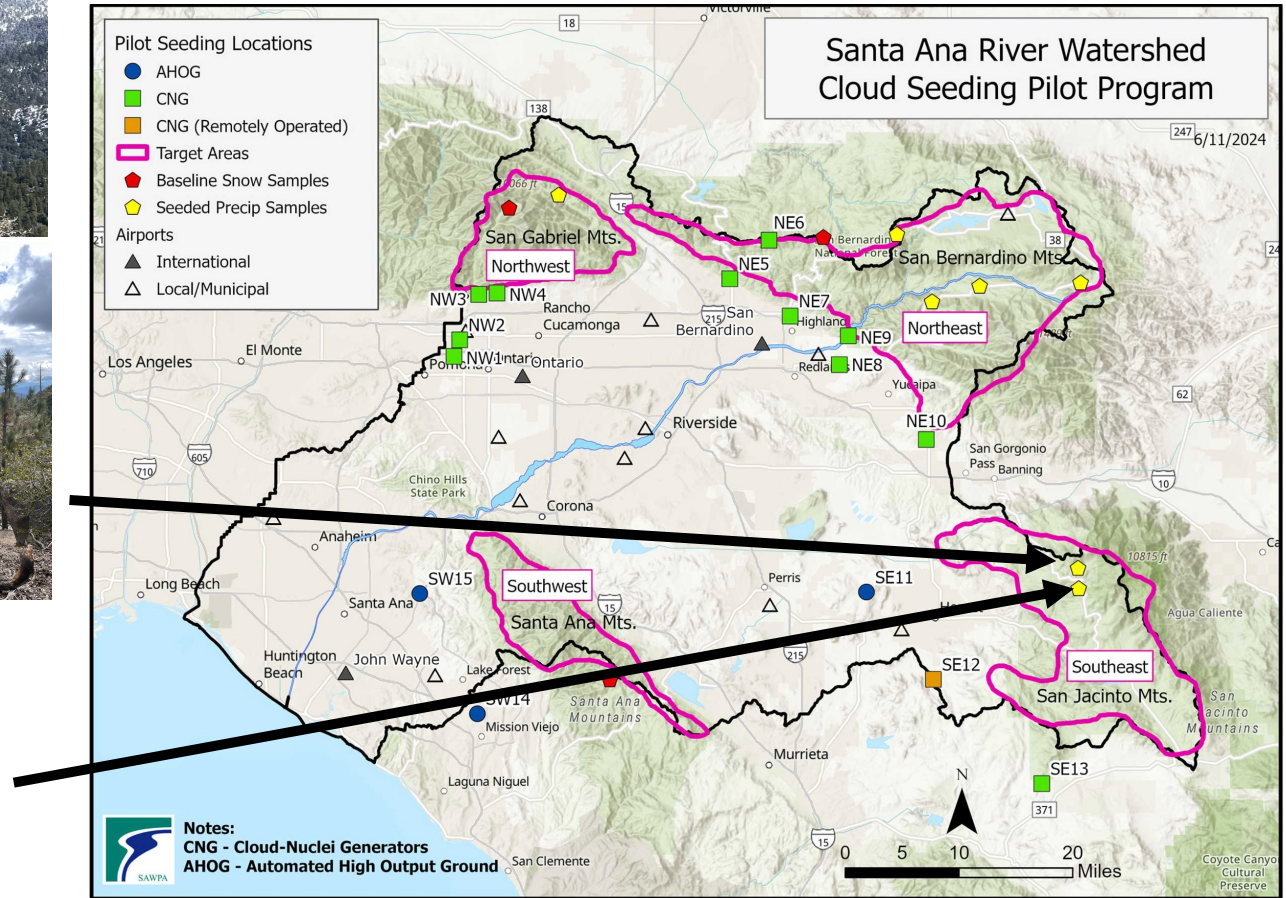 Victorville
18
Pilot Seeding Locations
AHOG
CNG
CNG (Remotely Operated)
Target Areas
Baseline Snow Samples
Seeded Precip Samples
Airports
International
Local/Municipal
Santa Ana River Watershed
Cloud Seeding Pilot Program
247
6/11/2024
138
15
San Gabriel Mts.
Northwest
NE6
San Bernardino Mts.
38
NE5
NW3
NW4
Rancho
Cucamonga
NE7
215
San
Bernardino
Highland
Northeast
NW2
NE9
El Monte
Los Angeles
NW1
Ontario
NE8
Yucaipa
62
Riverside
NE10
605
710
San Gorgonio
Pass
Banning
10
Chino Hills
State Park
Corona
Anaheim
10815 ft
Long Beach
SW15
Southwest
Perris
SE11
Santa Ana
15
Santa Ana Mts.
Agua Caliente
215
Huntington
Beach
John Wayne
Lake Forest
SE12
Southeast
San Jacinto Mts.
SW14
Santa Ana
Mountains
San
Jacinto
Mountains
Mission Viejo
Murrieta
Laguna Niguel
N
SE13
371
Notes:
CNG - Cloud-Nuclei Generators
AHOG - Automated High Output Ground
SAWPA
San Clemente
15
0 5 10 20
Miles
Coyote Canyo
Cultural
Preserve